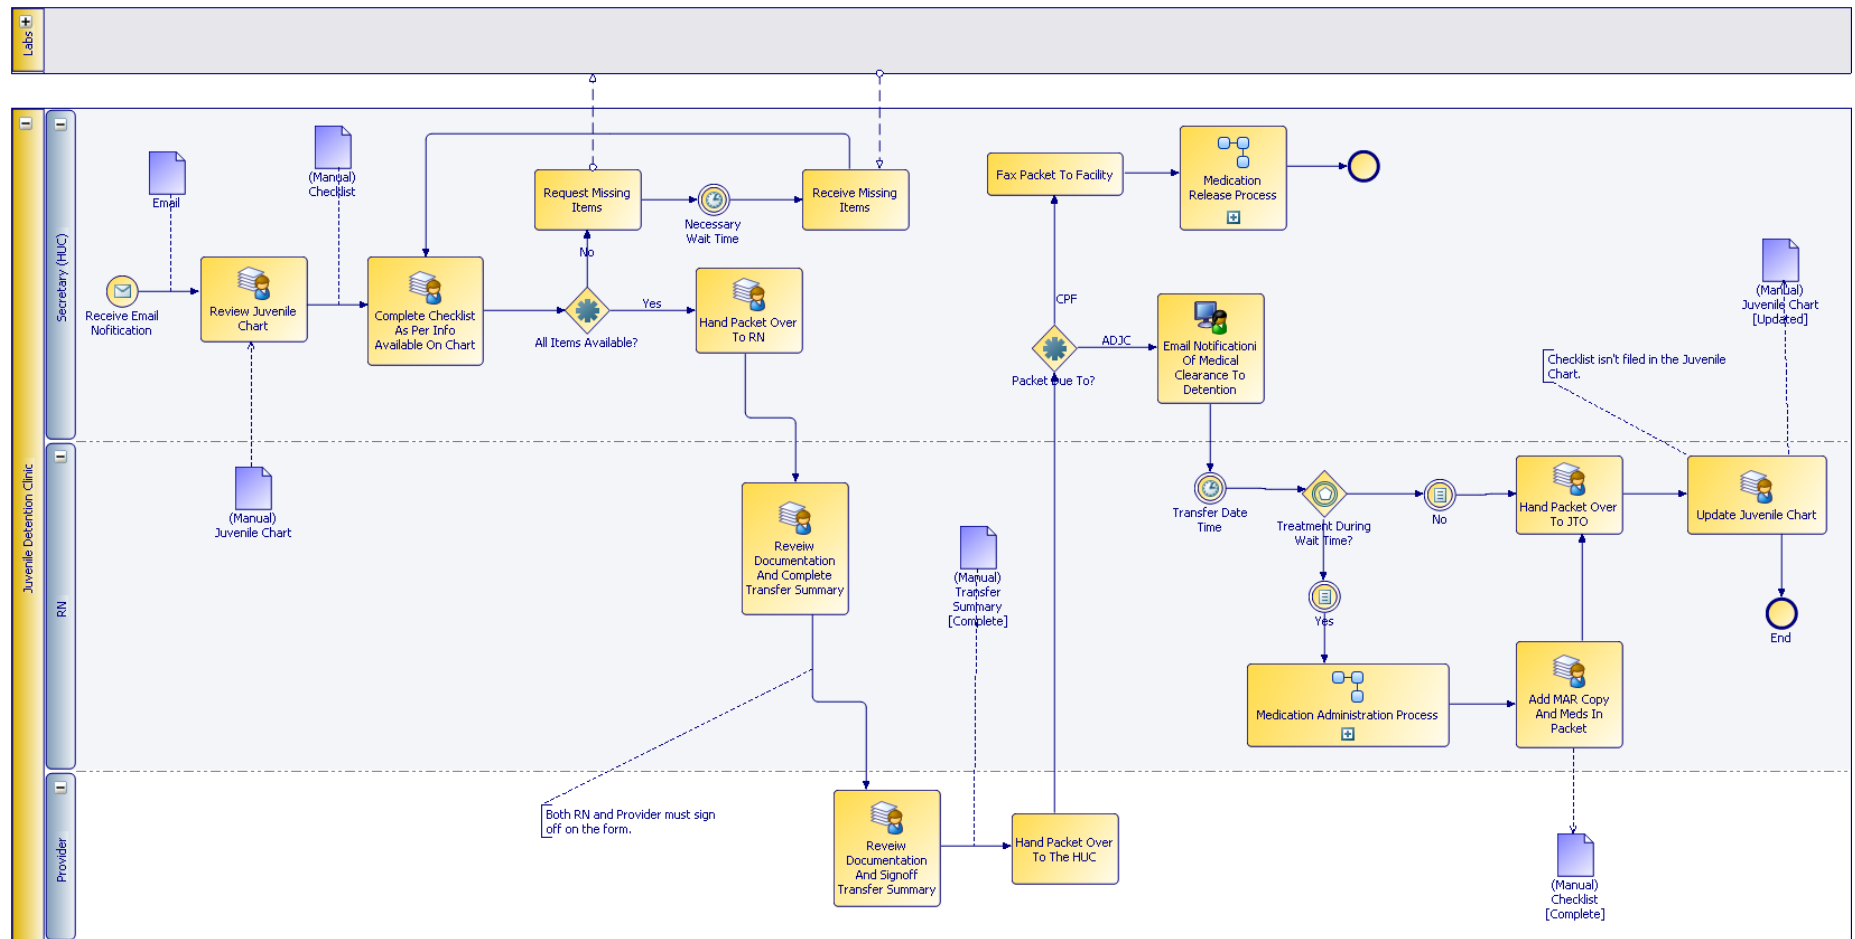 Labs
Juvenile Detention Clinic
Secretary (HUC)
Email
(Manual)
Checklist
Receive Email
Nofitication
Review Juvenile
Chart
(Manual)
Juvenile Chart
Complete Checklist
As Per Info
Available On Chart
All Items Available?
No
Yes
Request Missing
Items
Necessary
Wait Time
Receive Missing
Items
Hand Packet Over
To RN
Fax Packet To Facility
Medication
Release Process
CPF
ADJC
Packet Due To?
Email Notificationi
Of Medical
Clearance To
Detention
Checklist isn't filed in the Juvenile
Chart.
(Manual)
Juvenile Chart
[Updated]
RN
Reveiw
Documentation
And Complete
Transfer Summary
(Manual)
Transfer
Summary
[Complete]
Transfer Date
Time
Treatment During
Wait Time?
No
Yes
Hand Packet Over
To JTO
Update Juvenile Chart
End
Medication Administration Process
Add MAR Copy
And Meds In
Packet
Provider
Both RN and Provider must sign
off on the form.
Reveiw
Documentation
And Signoff
Transfer Summary
Hand Packet Over
To The HUC
(Manual)
Checklist
[Complete]